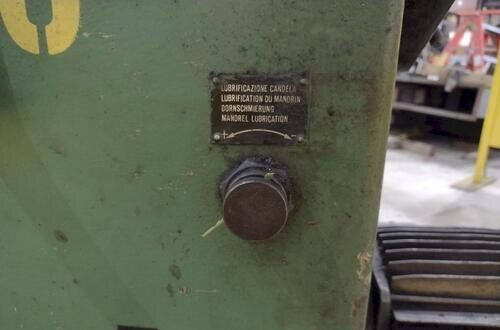 LUBRIFICAZIONE CANDELA
LUBRIFICATION DU MANDRIN
DORNSCHMIERUNG
MANDREL LUBRICATION
+